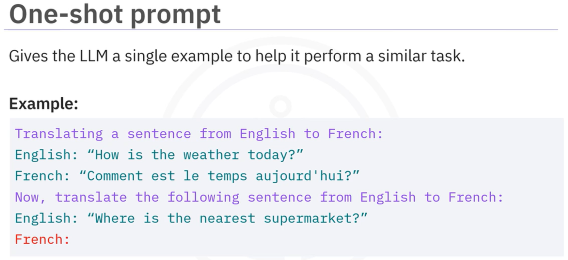 One-shot prompt
Gives the LLM a single example to help it perform a similar task.
Example:
Translating a sentence from English to French:
English: “How is the weather today?”
French: “Comment est le temps aujourd'hui?”
Now, translate the following sentence from English to French:
English: “Where is the nearest supermarket?”
French: